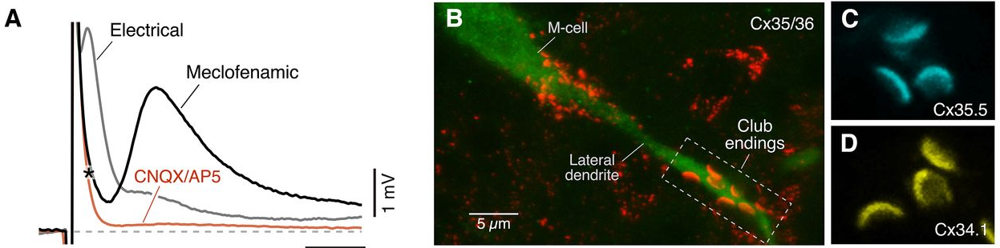 A
Electrical
Meclofenamic
*
CNQX/AP5
1 mV
B
Cx35/36
M-cell
Club
endings
Lateral
dendrite
5 µm
C
Cx35.5
D
Cx34.1